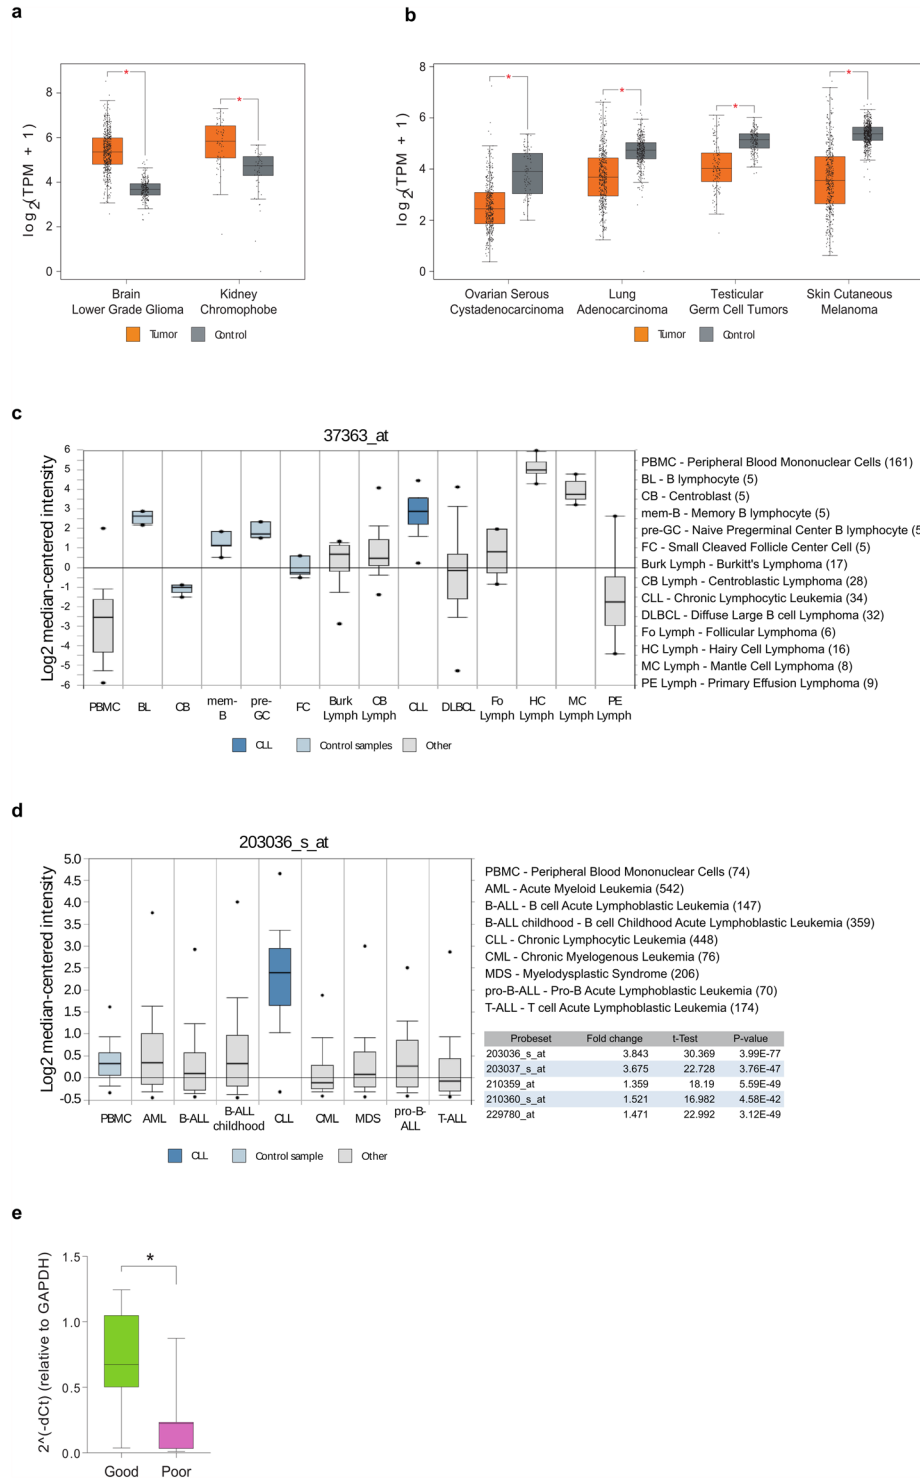 a
b
8
6
4
2
0
log2(TPM + 1)
*
*
Brain
Lower Grade Glioma
Kidney
Chromophobe
Tumor
Control
8
6
4
2
0
log2(TPM + 1)
*
*
*
*
Ovarian Serous
Cystadenocarcinoma
Lung
Adenocarcinoma
Testicular
Germ Cell Tumors
Skin Cutaneous
Melanoma
Tumor
Control
c
37363_at
Log2 median-centered intensity
6
5
4
3
2
1
0
-1
-2
-3
-4
-5
-6
PBMC
BL
CB
mem-
B
pre-
GC
FC
Burk
Lymph
CB
Lymph
CLL
DLBCL
Fo
Lymph
HC
Lymph
MC
Lymph
PE
Lymph
CLL
Control samples
Other
PBMC - Peripheral Blood Mononuclear Cells (161)
BL - B lymphocyte (5)
CB - Centroblast (5)
mem-B - Memory B lymphocyte (5)
pre-GC - Naive Pregerminal Center B lymphocyte (5
FC - Small Cleaved Follicle Center Cell (5)
Burk Lymph - Burkitt's Lymphoma (17)
CB Lymph - Centroblastic Lymphoma (28)
CLL - Chronic Lymphocytic Leukemia (34)
DLBCL - Diffuse Large B cell Lymphoma (32)
Fo Lymph - Follicular Lymphoma (6)
HC Lymph - Hairy Cell Lymphoma (16)
MC Lymph - Mantle Cell Lymphoma (8)
PE Lymph - Primary Effusion Lymphoma (9)
d
203036_s_at
Log2 median-centered intensity
5.0
4.5
4.0
3.5
3.0
2.5
2.0
1.5
1.0
0.5
0.0
-0.5
PBMC
AML
B-ALL
B-ALL
childhood
CLL
CML
MDS
pro-B-
ALL
T-ALL
CLL
Control sample
Other
PBMC - Peripheral Blood Mononuclear Cells (74)
AML - Acute Myeloid Leukemia (542)
B-ALL - B cell Acute Lymphoblastic Leukemia (147)
B-ALL childhood - B cell Childhood Acute Lymphoblastic Leukemia (359)
CLL - Chronic Lymphocytic Leukemia (448)
CML - Chronic Myelogenous Leukemia (76)
MDS - Myelodysplastic Syndrome (206)
pro-B-ALL - Pro-B Acute Lymphoblastic Leukemia (70)
T-ALL - T cell Acute Lymphoblastic Leukemia (174)
Probeset Fold change t-Test P-value
203036_s_at 3.843 30.369 3.99E-77
203037_s_at 3.675 22.728 3.76E-47
210359_at 1.359 18.19 5.59E-49
210360_s_at 1.521 16.982 4.58E-42
229780_at 1.471 22.992 3.12E-49
e
2^(-dCt) (relative to GAPDH)
1.5
1.0
0.5
0.0
*
Good
Poor